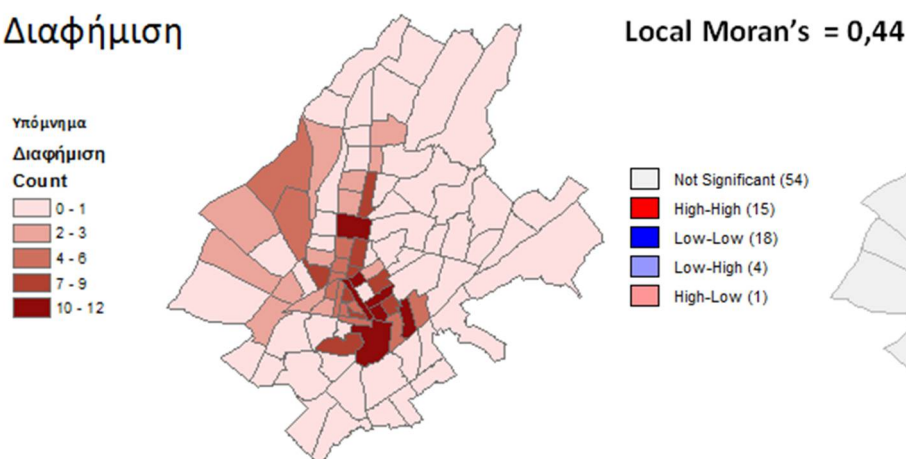 Διαφήμιση
Υπόμνημα
Διαφήμιση
Count
0 - 1
2 - 3
4 - 6
7 - 9
10 - 12
Local Moran's = 0,44
Not Significant (54)
High-High (15)
Low-Low (18)
Low-High (4)
High-Low (1)